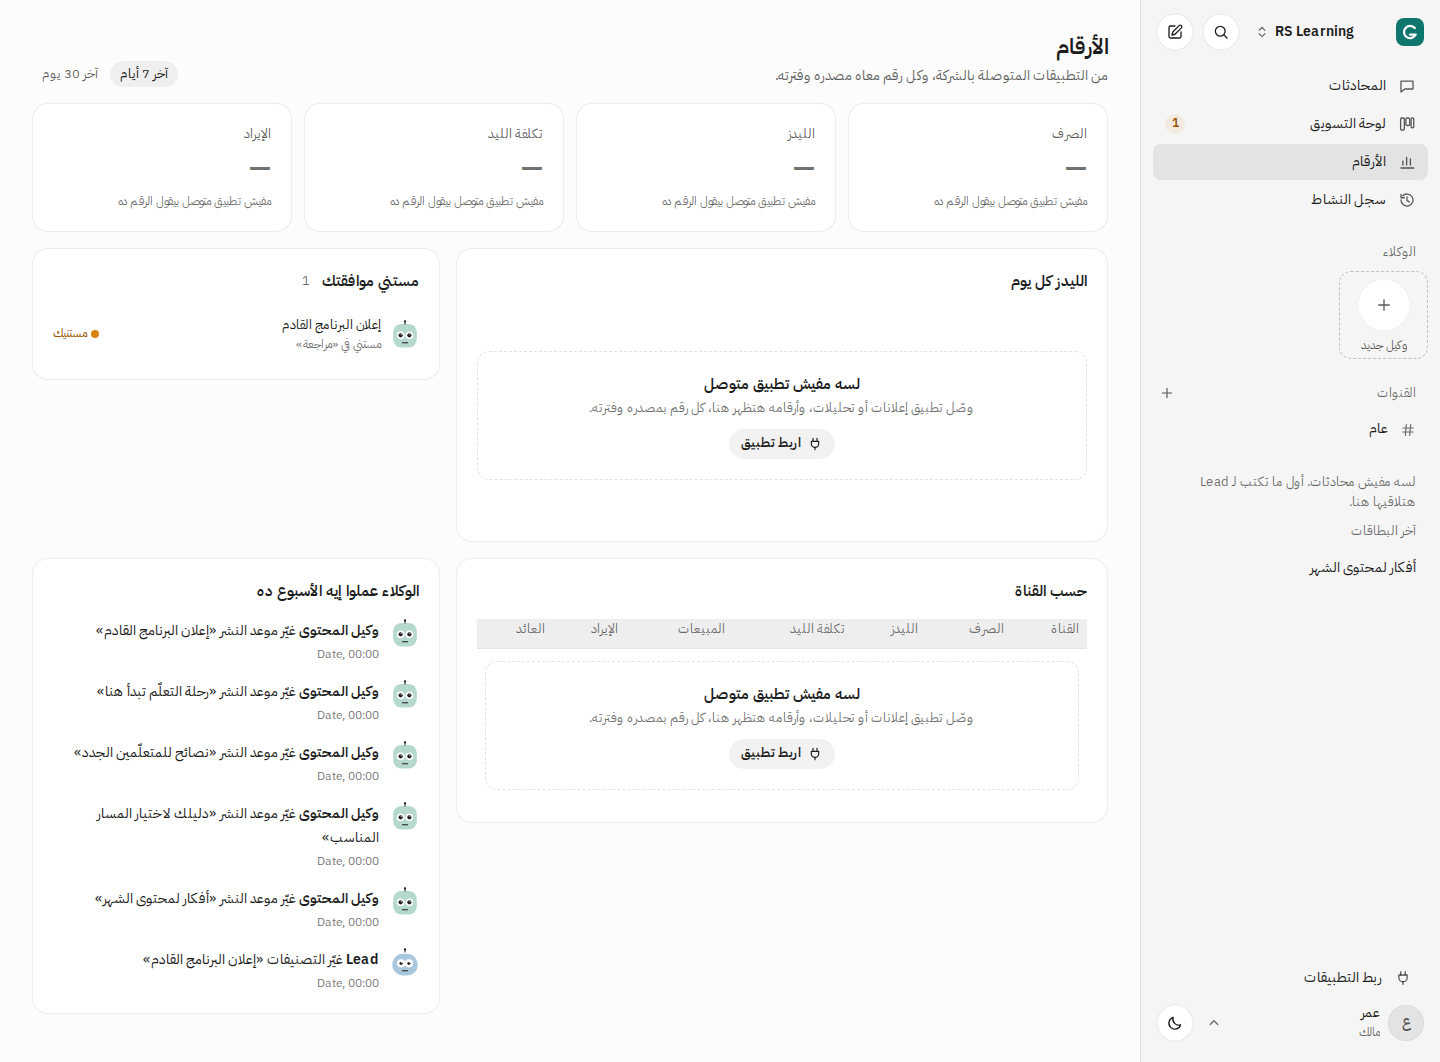 RS Learning
المحادثات
لوحة التسويق
1
الأرقام
سجل النشاط
الوكلاء
وكيل جديد
القنوات
عام
لسه مفيش محادثات. أول ما تكتب لـ Lead
هتلاقيها هنا.
آخر البطاقات
أفكار لمحتوى الشهر
ربط التطبيقات
ع
عمر
مالك
الأرقام
من التطبيقات المتوصلة بالشركة، وكل رقم معاه مصدره وفترته.
آخر 7 أيام
آخر 30 يوم
الصرف
—
مفيش تطبيق متوصل بيقول الرقم ده
الليدز
—
مفيش تطبيق متوصل بيقول الرقم ده
تكلفة الليد
—
مفيش تطبيق متوصل بيقول الرقم ده
الإيراد
—
مفيش تطبيق متوصل بيقول الرقم ده
الليدز كل يوم
لسه مفيش تطبيق متوصل
وصّل تطبيق إعلانات أو تحليلات، وأرقامه هتظهر هنا، كل رقم بمصدره وفترته.
اربط تطبيق
مستني موافقتك 1
إعلان البرنامج القادم
مستني في «مراجعة»
مستنيك
حسب القناة
القناة الصرف الليدز تكلفة الليد المبيعات الإيراد العائد
لسه مفيش تطبيق متوصل
وصّل تطبيق إعلانات أو تحليلات، وأرقامه هتظهر هنا، كل رقم بمصدره وفترته.
اربط تطبيق
الوكلاء عملوا إيه الأسبوع ده
وكيل المحتوى غيّر موعد النشر «إعلان البرنامج القادم»
Date, 00:00
وكيل المحتوى غيّر موعد النشر «رحلة التعلّم تبدأ هنا»
Date, 00:00
وكيل المحتوى غيّر موعد النشر «نصائح للمتعلّمين الجدد»
Date, 00:00
وكيل المحتوى غيّر موعد النشر «دليلك لاختيار المسار
المناسب»
Date, 00:00
وكيل المحتوى غيّر موعد النشر «أفكار لمحتوى الشهر»
Date, 00:00
Lead غيّر التصنيفات «إعلان البرنامج القادم»
Date, 00:00